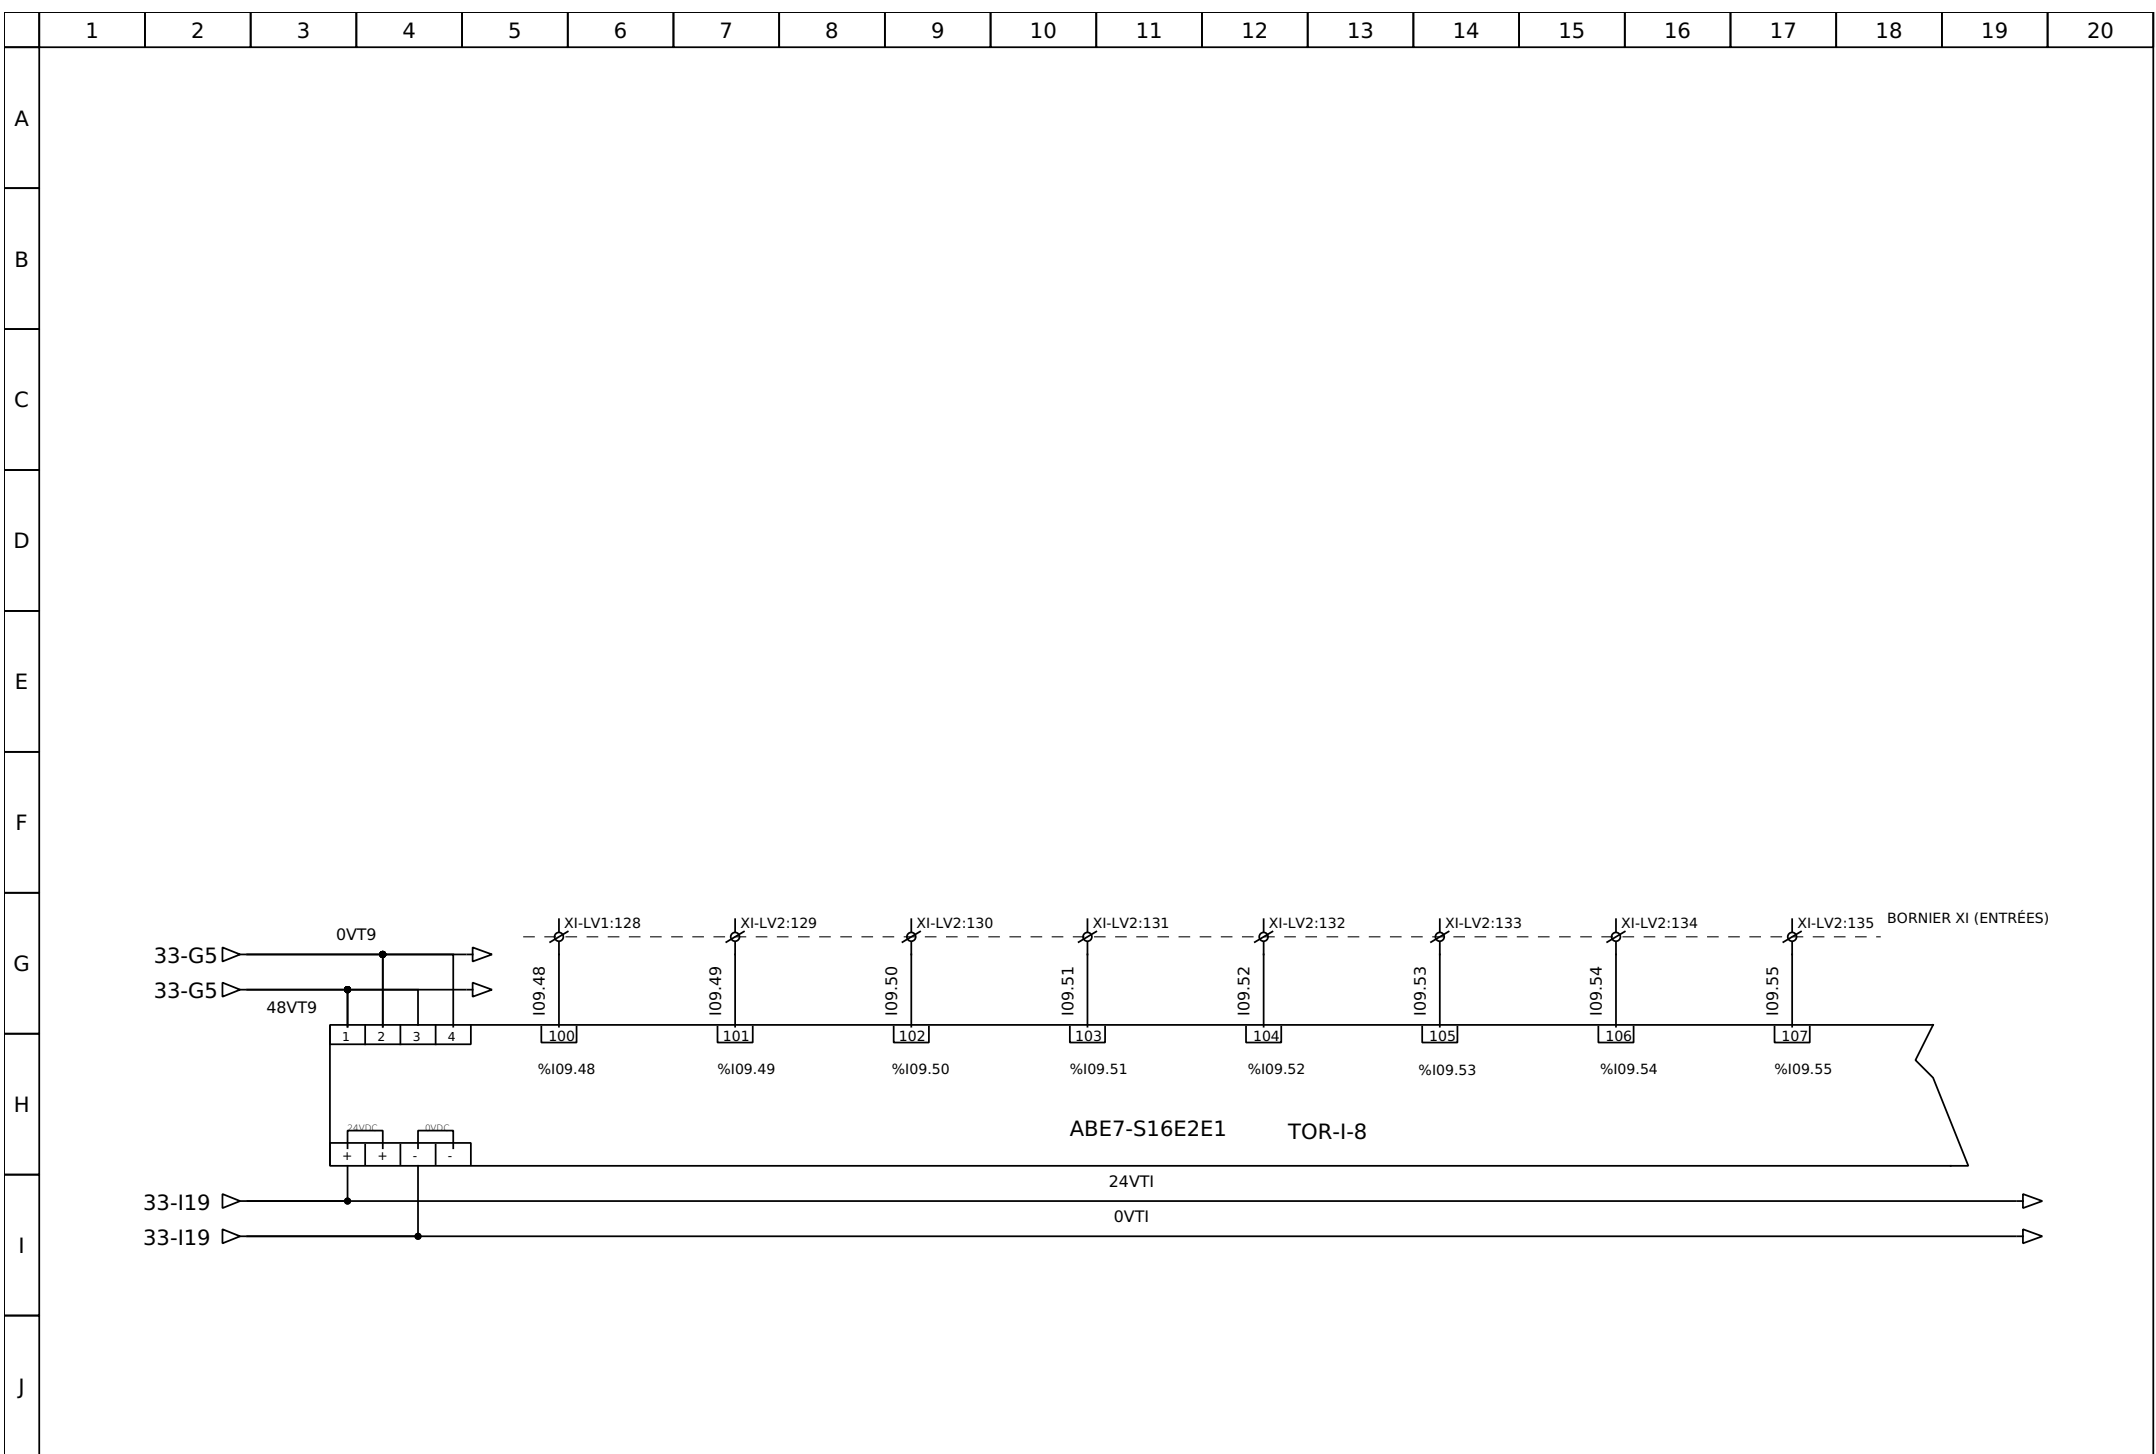 1 2 3 4 5 6 7 8 9 10 11 12 13 14 15 16 17 18 19 20
A
B
C
D
E
F
G
H
I
J
XI-LV1:128 XI-LV2:129 XI-LV2:130 XI-LV2:131 XI-LV2:132 XI-LV2:133 XI-LV2:134 XI-LV2:135 BORNIER XI (ENTRÉES)
0VT9
33-G5
33-G5
48VT9
I09.48 I09.49 I09.50 I09.51 I09.52 I09.53 I09.54 I09.55
1 2 3 4 100 101 102 103 104 105 106 107
%I09.48 %I09.49 %I09.50 %I09.51 %I09.52 %I09.53 %I09.54 %I09.55
24VDC 0VDC ABE7-S16E2E1 TOR-I-8
+ + - -
24VTI
33-I19
0VTI
33-I19